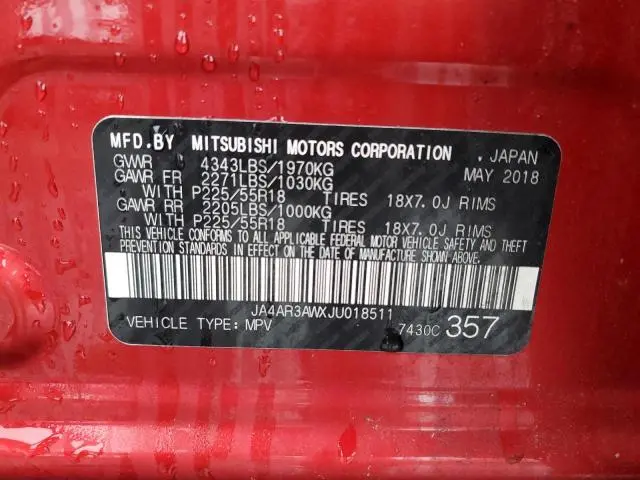 MFD.BY MITSUBISHI MOTORS CORPORATION , JAPAN
GVWR 4343LBS/1970KG MAY 2018
GAWR FR 2271LBS/1030KG
WITH P225/55R18 TIRES 18X7.0J RIMS
GAWR RR 2205LBS/1000KG
WITH P225/55R18 TIRES 18X7.0J RIMS
THIS VEHICLE CONFORMS TO ALL APPLICABLE FEDERAL MOTOR VEHICLE SAFETY AND THEFT
PREVENTION STANDARDS IN EFFECT ON THE DATE OF MANUFACTURE SHOWN ABOVE.
JA4AR3AWXJU018511
VEHICLE TYPE: MPV 7430C 357